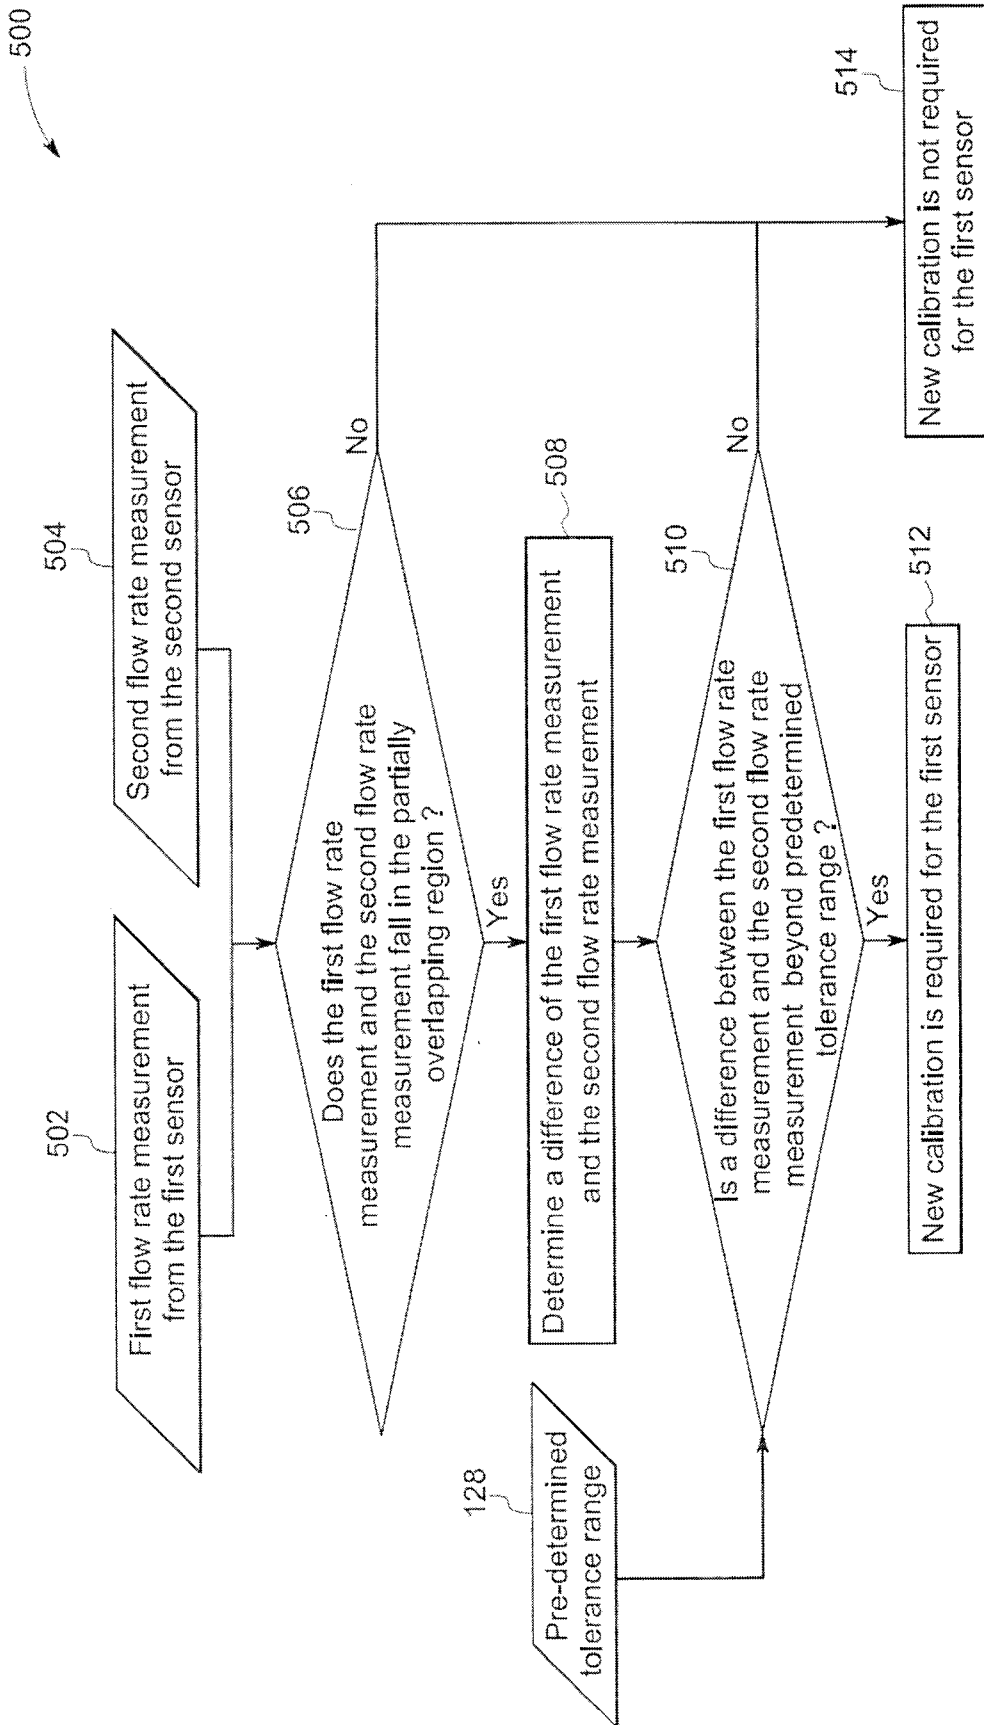 500
502
First flow rate measurement
from the first sensor
504
Second flow rate measurement
from the second sensor
506
Does the first flow rate
measurement and the second flow rate
measurement fall in the partially
overlapping region ?
No
Yes
508
Determine a difference of the first flow rate measurement
and the second flow rate measurement
128
Pre-determined
tolerance range
510
Is a difference between the first flow rate
measurement and the second flow rate
measurement beyond predetermined
tolerance range ?
No
Yes
512
New calibration is required for the first sensor
514
New calibration is not required
for the first sensor